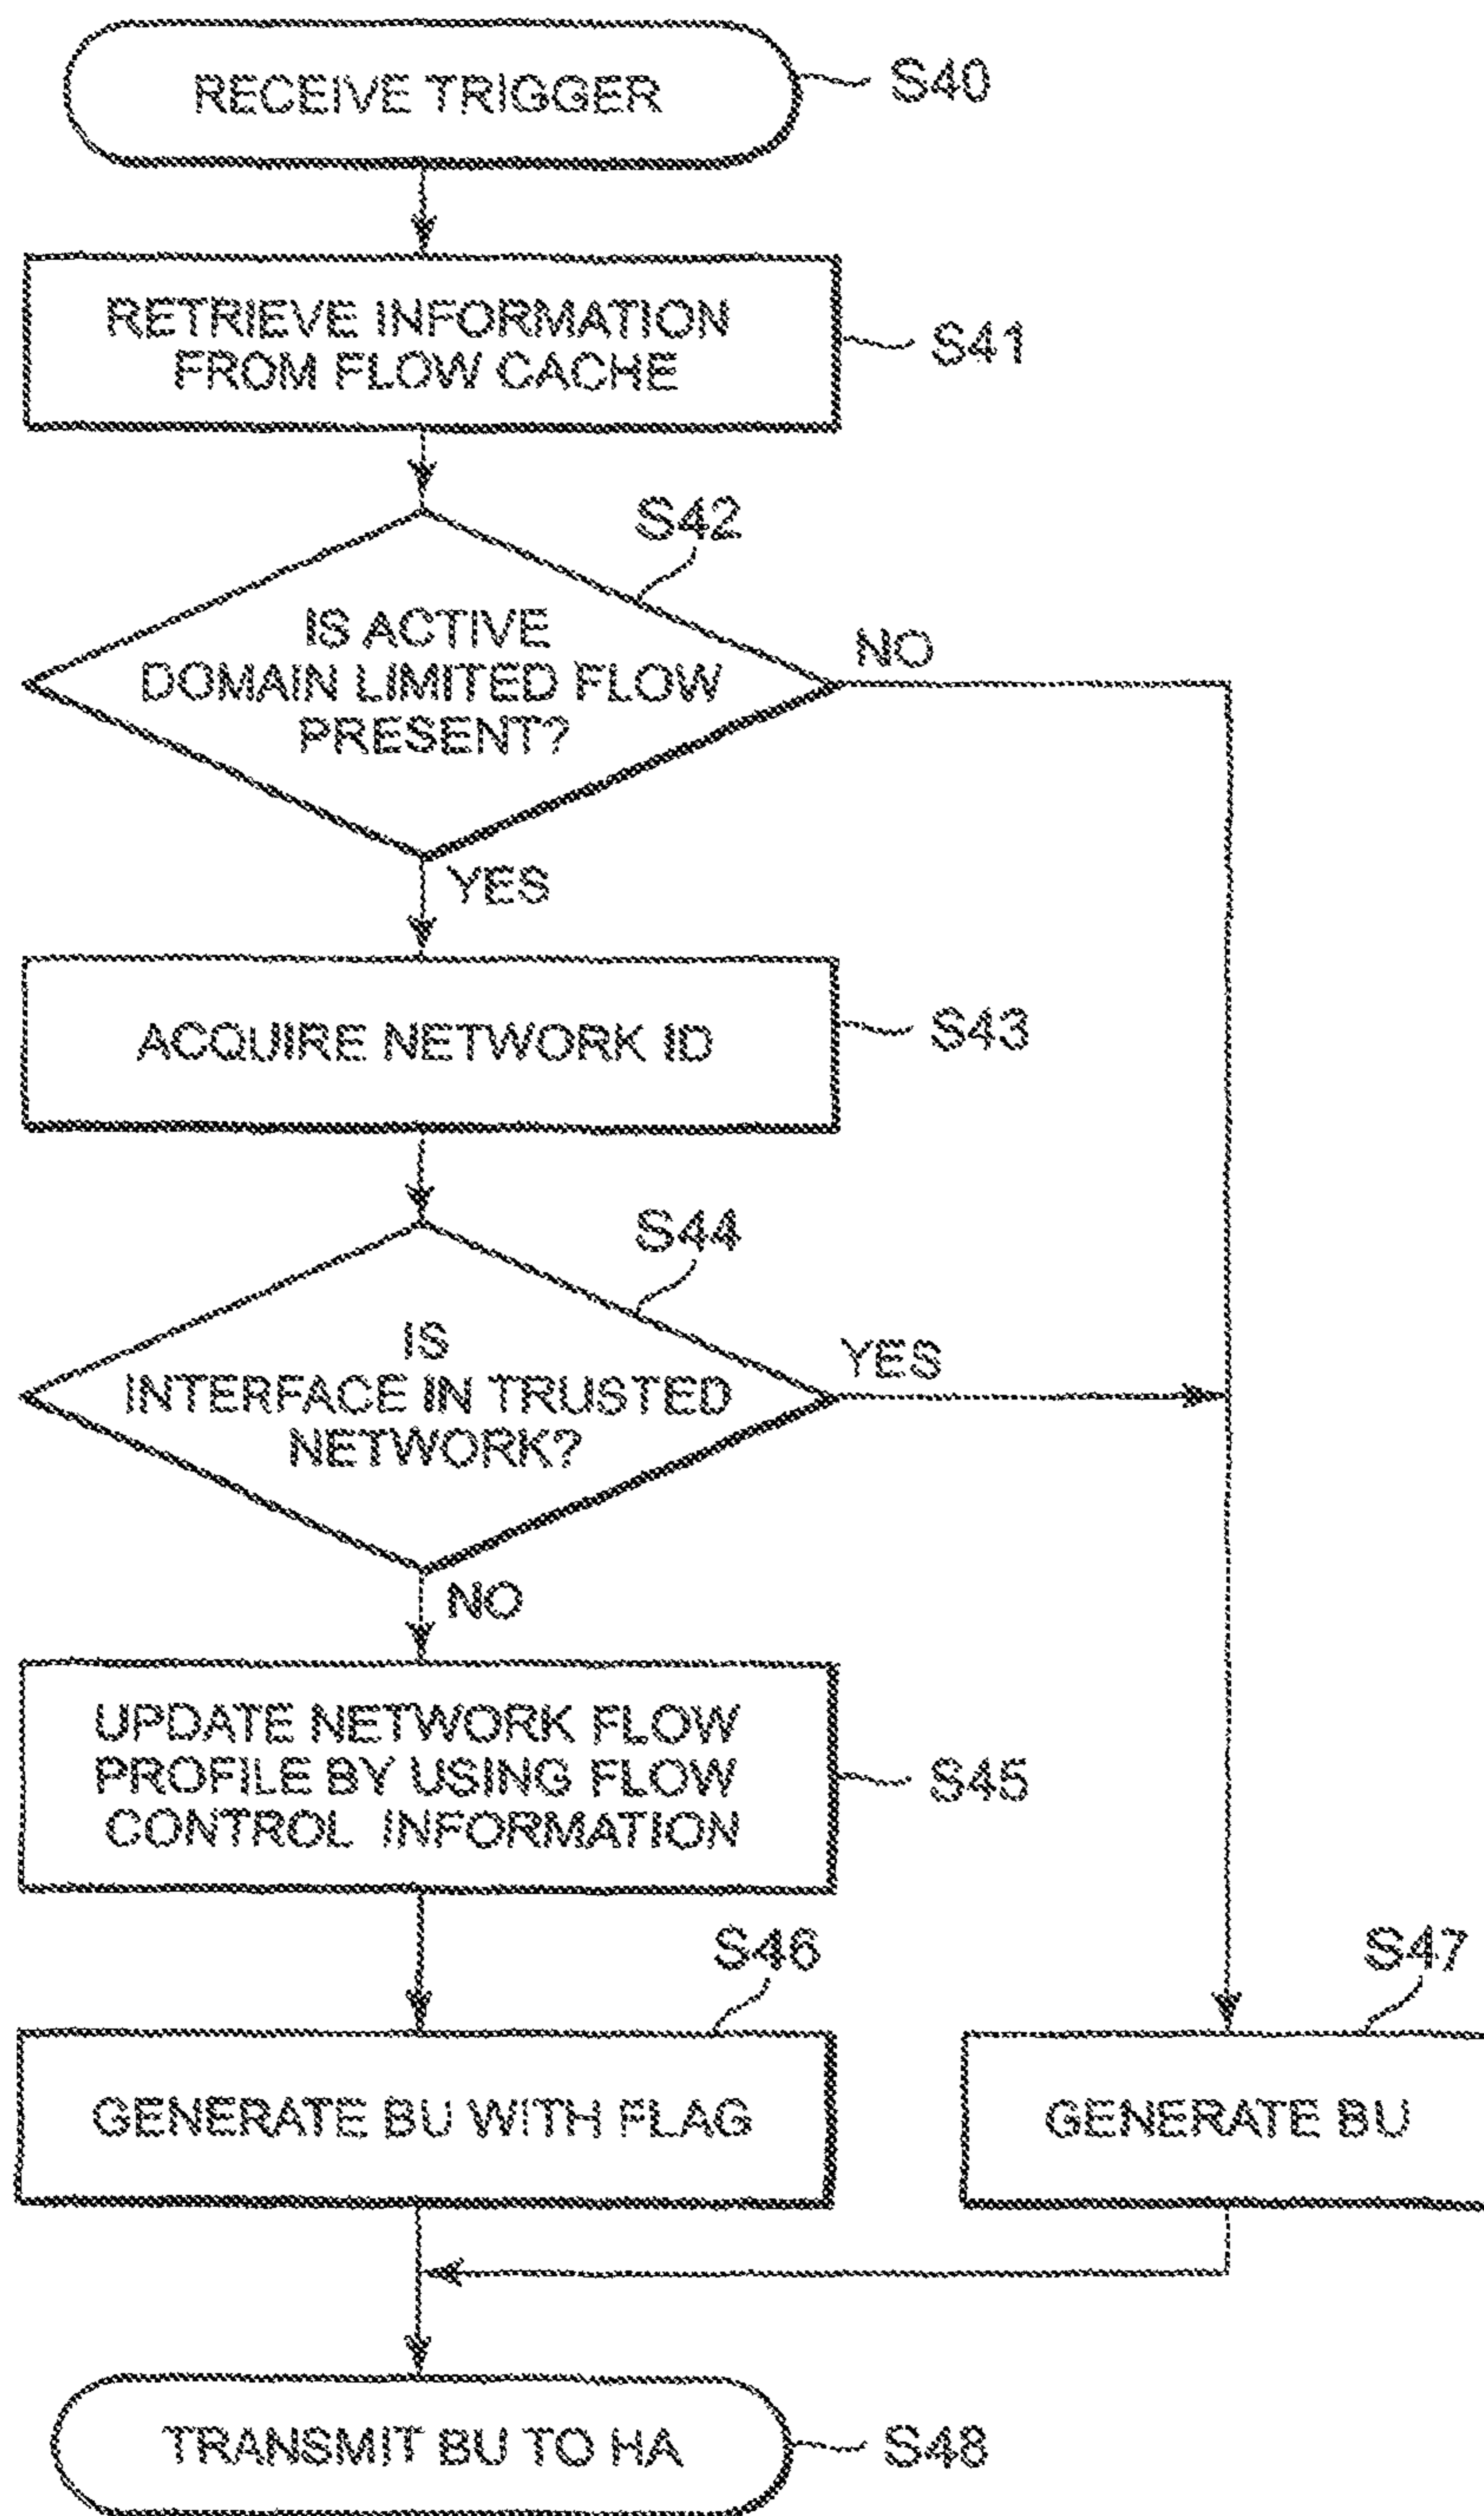 RECEIVE TRIGGER
S40
RETRIEVE INFORMATION
FROM FLOW CACHE
S41
S42
IS ACTIVE
DOMAIN LIMITED FLOW
PRESENT?
NO
YES
ACQUIRE NETWORK ID
S43
S44
IS
INTERFACE IN TRUSTED
NETWORK?
YES
NO
UPDATE NETWORK FLOW
PROFILE BY USING FLOW
CONTROL INFORMATION
S45
S46
S47
GENERATE BU WITH FLAG
GENERATE BU
TRANSMIT BU TO HA
S48